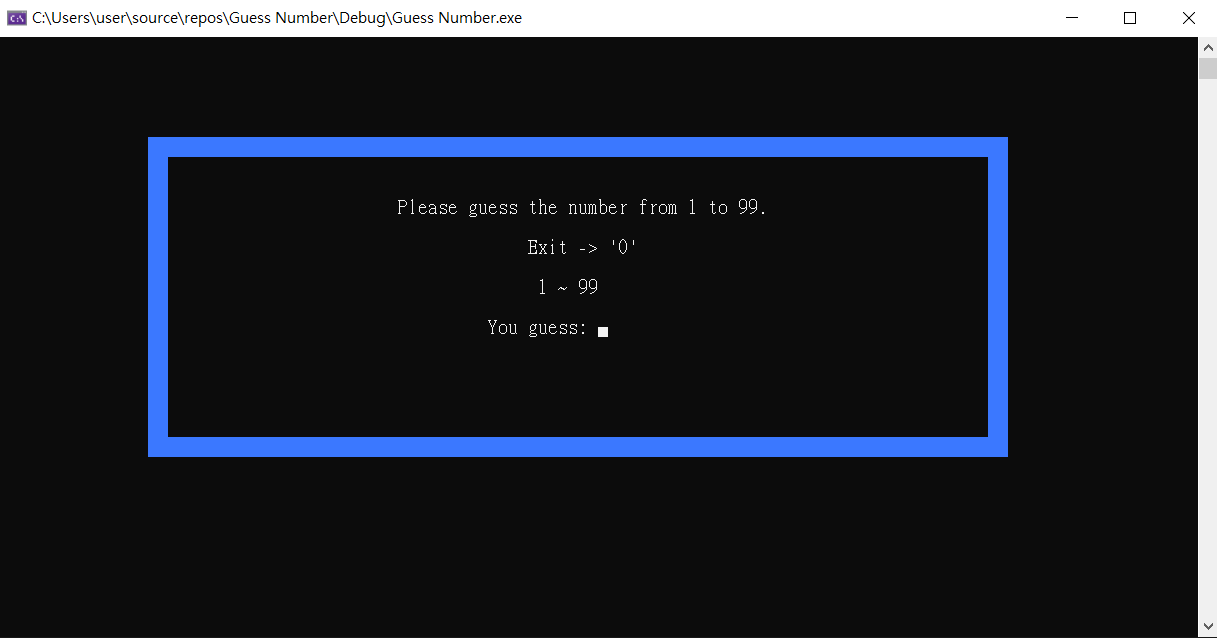 C:\Users\user\source\repos\Guess Number\Debug\Guess Number.exe
Please guess the number from 1 to 99.
Exit -> '0'
1 ~ 99
You guess: